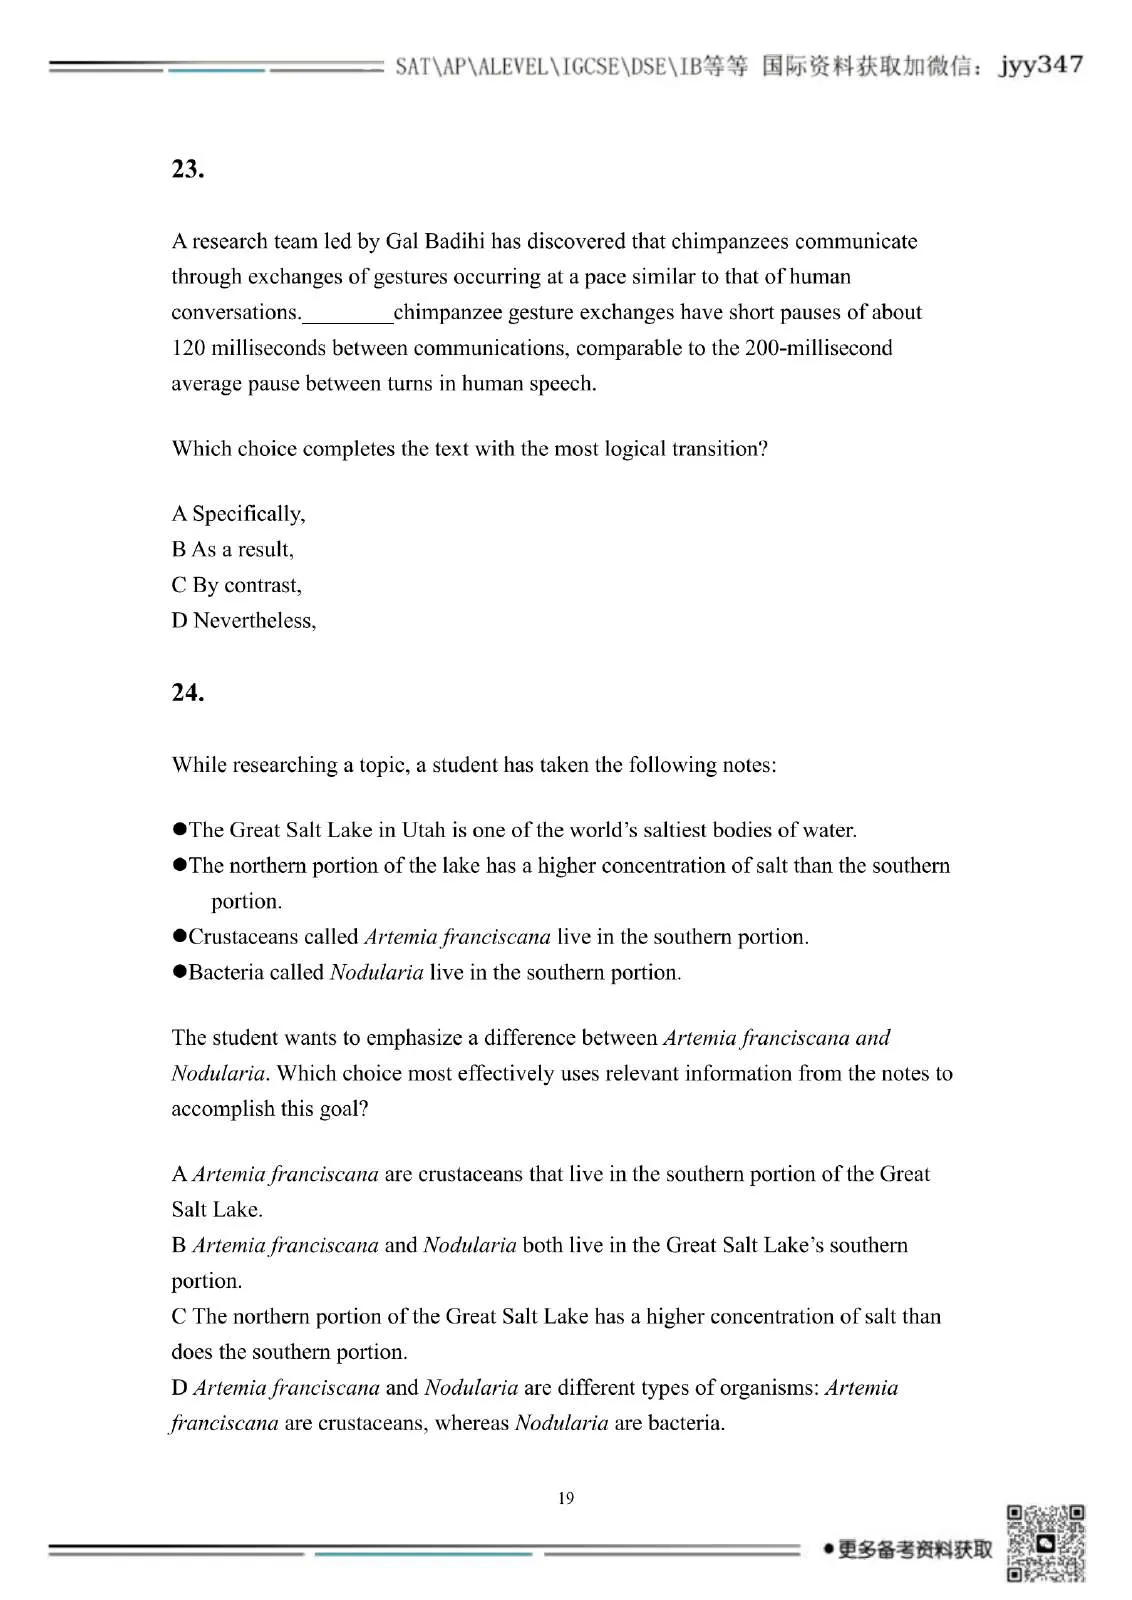 SAT\AP\ALEVEL\IGCSE\DSE\IB等等 国际资料获取加微信: jyy347
23.
A research team led by Gal Badihi has discovered that chimpanzees communicate
through exchanges of gestures occurring at a pace similar to that of human
conversations.________chimpanzee gesture exchanges have short pauses of about
120 milliseconds between communications, comparable to the 200-millisecond
average pause between turns in human speech.
Which choice completes the text with the most logical transition?
A Specifically,
B As a result,
C By contrast,
D Nevertheless,
24.
While researching a topic, a student has taken the following notes:
●The Great Salt Lake in Utah is one of the world’s saltiest bodies of water.
●The northern portion of the lake has a higher concentration of salt than the southern
portion.
●Crustaceans called Artemia franciscana live in the southern portion.
●Bacteria called Nodularia live in the southern portion.
The student wants to emphasize a difference between Artemia franciscana and
Nodularia. Which choice most effectively uses relevant information from the notes to
accomplish this goal?
A Artemia franciscana are crustaceans that live in the southern portion of the Great
Salt Lake.
B Artemia franciscana and Nodularia both live in the Great Salt Lake’s southern
portion.
C The northern portion of the Great Salt Lake has a higher concentration of salt than
does the southern portion.
D Artemia franciscana and Nodularia are different types of organisms: Artemia
franciscana are crustaceans, whereas Nodularia are bacteria.
19
●更多备考资料获取